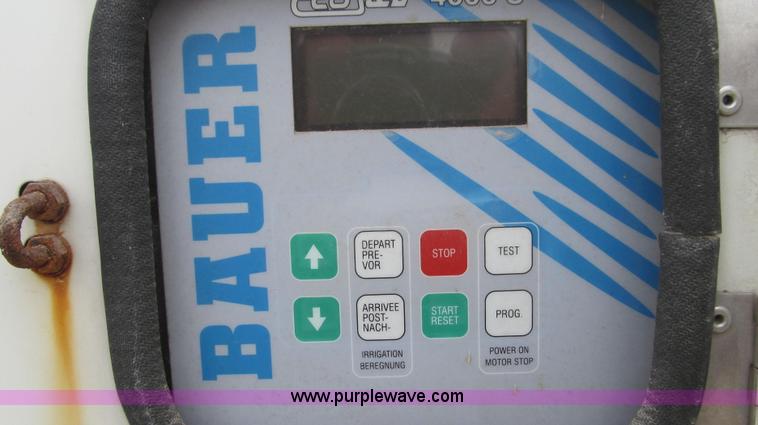 BAUER
DEPART
PRE-
VOR
STOP
TEST
ARRIVEE
POST-
NACH-
START
RESET
PROG.
IRRIGATION
BEREGNUNG
POWER ON
MOTOR STOP
www.purplewave.com